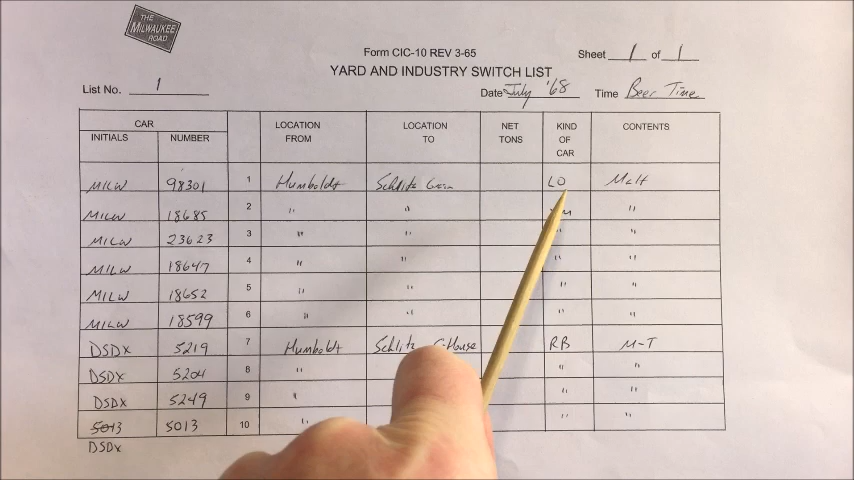 THE
MILWAUKEE
ROAD
Form CIC-10 REV 3-65
Sheet 1 of 1
YARD AND INDUSTRY SWITCH LIST
List No. 1
Date July '68 Time Beer Time
CAR
INITIALS NUMBER LOCATION FROM LOCATION TO NET TONS KIND OF CAR CONTENTS
MILW 98301 1 Humboldt Schlitz LO Malt
MILW 18685 2 " " "
MILW 23623 3 " " " "
MILW 18647 4 " " " "
MILW 18652 5 " " " "
MILW 18599 6 " " " "
DSDX 5219 7 Humboldt Schlitz RB M-T
DSDX 5204 8 " " "
DSDX 5249 9 " " "
5013 5013 10 " " "
DSDX